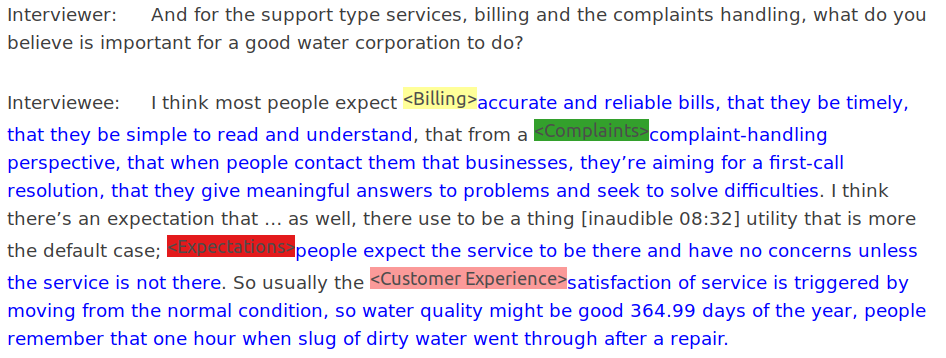 Interviewer: And for the support type services, billing and the complaints handling, what do you
believe is important for a good water corporation to do?
Interviewee: I think most people expect <Billing>accurate and reliable bills, that they be timely,
that they be simple to read and understand, that from a <Complaints>complaint-handling
perspective, that when people contact them that businesses, they’re aiming for a first-call
resolution, that they give meaningful answers to problems and seek to solve difficulties. I think
there’s an expectation that ... as well, there use to be a thing [inaudible 08:32] utility that is more
the default case; <Expectations>people expect the service to be there and have no concerns unless
the service is not there. So usually the <Customer Experience>satisfaction of service is triggered by
moving from the normal condition, so water quality might be good 364.99 days of the year, people
remember that one hour when slug of dirty water went through after a repair.